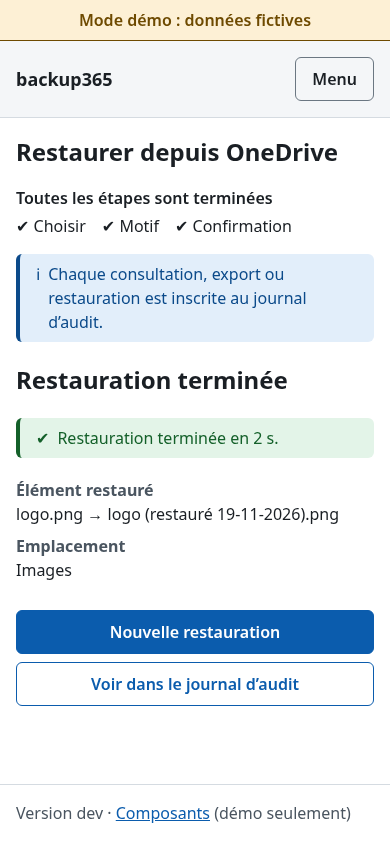 Mode démo : données fictives
backup365
Menu
Restaurer depuis OneDrive
Toutes les étapes sont terminées
✔ Choisir ✔ Motif ✔ Confirmation
i Chaque consultation, export ou
restauration est inscrite au journal
d’audit.
Restauration terminée
✔ Restauration terminée en 2 s.
Élément restauré
logo.png → logo (restauré 19-11-2026).png
Emplacement
Images
Nouvelle restauration
Voir dans le journal d’audit
Version dev · Composants (démo seulement)